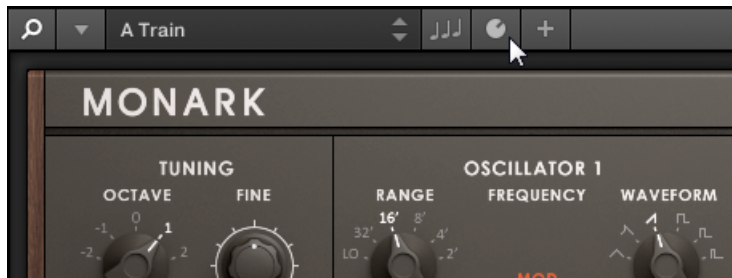 A Train
MONARK
TUNING
OSCILLATOR 1
OCTAVE FINE RANGE FREQUENCY WAVEFORM
-2 -1 0 1 2
LO 32' 16' 8' 4' 2'
MOD